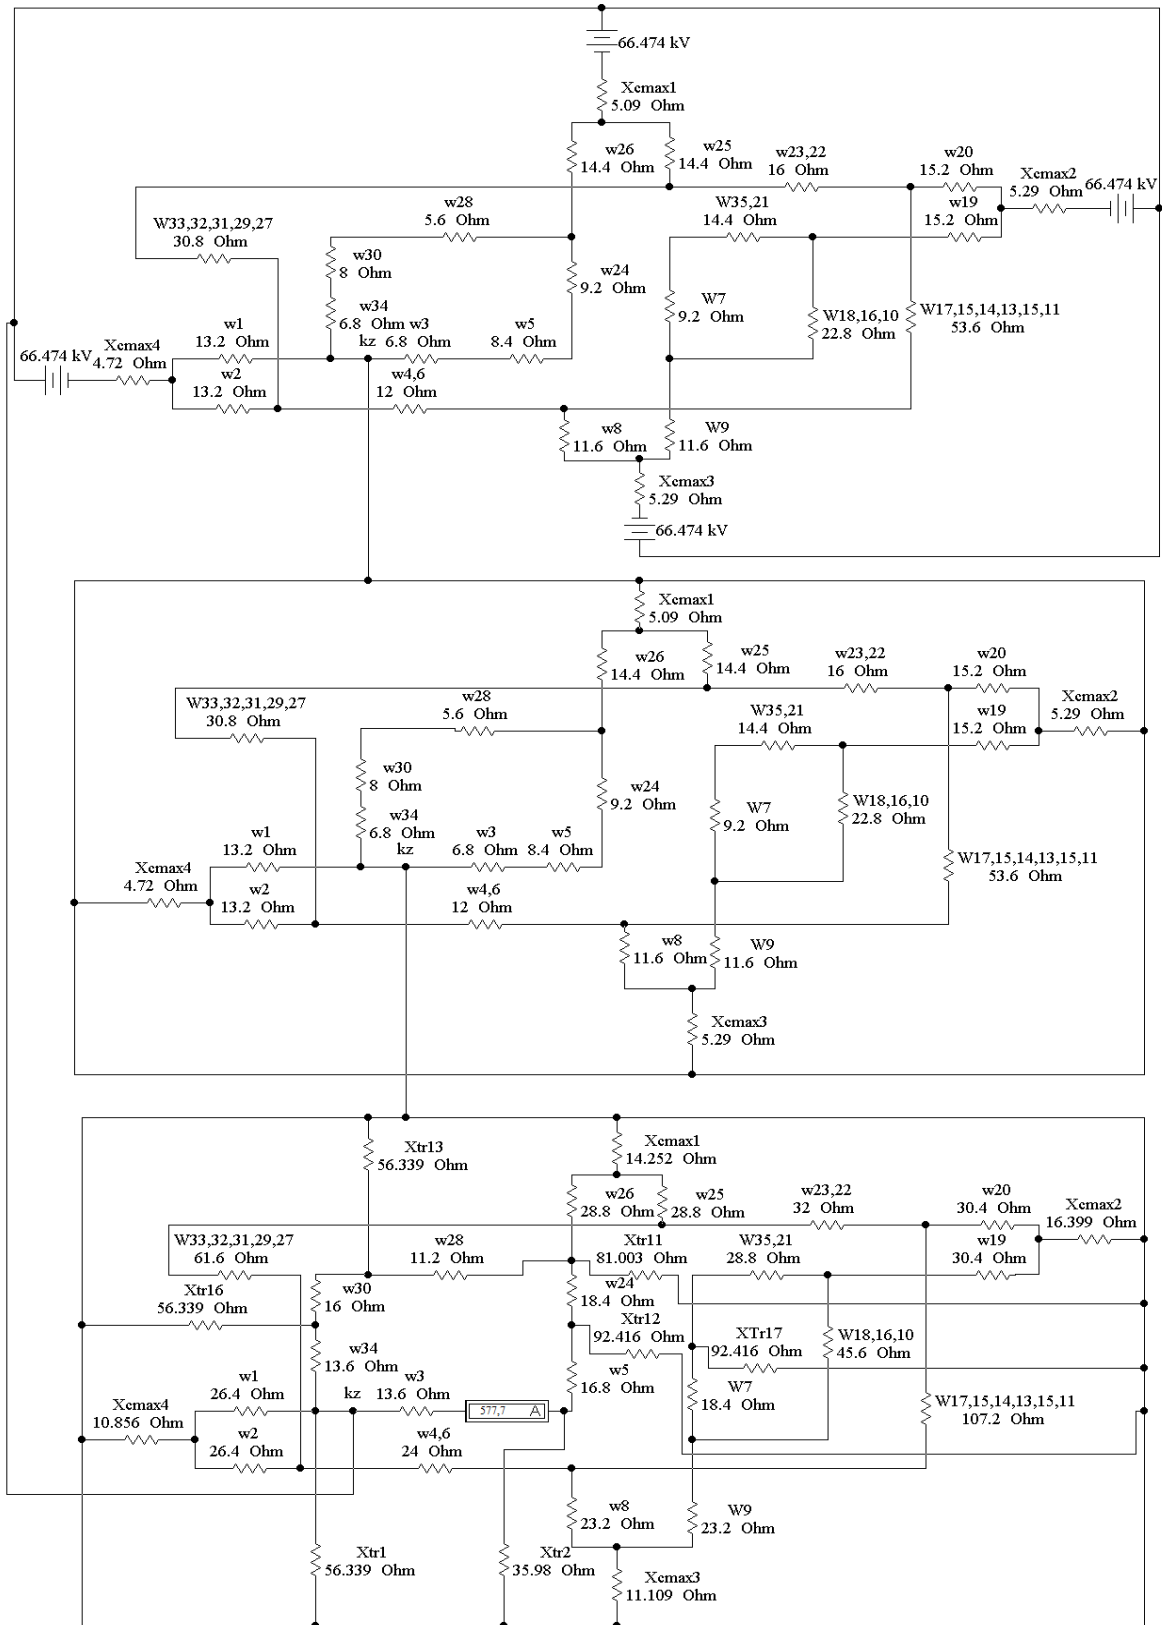 66.474 kV
Xcmax1
5.09 Ohm
w26
14.4 Ohm
w25
14.4 Ohm
w23,22
16 Ohm
w20
15.2 Ohm
Xcmax2
5.29 Ohm
66.474 kV
w28
5.6 Ohm
W35,21
14.4 Ohm
w19
15.2 Ohm
W33,32,31,29,27
30.8 Ohm
w30
8 Ohm
w24
9.2 Ohm
W7
9.2 Ohm
W18,16,10
22.8 Ohm
W17,15,14,13,15,11
53.6 Ohm
w34
6.8 Ohm
w1
13.2 Ohm
kz
w3
6.8 Ohm
w5
8.4 Ohm
66.474 kV
Xcmax4
4.72 Ohm
w2
13.2 Ohm
w4,6
12 Ohm
w8
11.6 Ohm
W9
11.6 Ohm
Xcmax3
5.29 Ohm
66.474 kV
Xcmax1
5.09 Ohm
w26
14.4 Ohm
w25
14.4 Ohm
w23,22
16 Ohm
w20
15.2 Ohm
Xcmax2
5.29 Ohm
W33,32,31,29,27
30.8 Ohm
w28
5.6 Ohm
W35,21
14.4 Ohm
w19
15.2 Ohm
w30
8 Ohm
w24
9.2 Ohm
W7
9.2 Ohm
W18,16,10
22.8 Ohm
w34
6.8 Ohm
kz
w1
13.2 Ohm
w3
6.8 Ohm
w5
8.4 Ohm
W17,15,14,13,15,11
53.6 Ohm
Xcmax4
4.72 Ohm
w2
13.2 Ohm
w4,6
12 Ohm
w8
11.6 Ohm
W9
11.6 Ohm
Xcmax3
5.29 Ohm
Xtr13
56.339 Ohm
Xcmax1
14.252 Ohm
w26
28.8 Ohm
w25
28.8 Ohm
w23,22
32 Ohm
w20
30.4 Ohm
Xcmax2
16.399 Ohm
W33,32,31,29,27
61.6 Ohm
w28
11.2 Ohm
Xtr11
81.003 Ohm
W35,21
28.8 Ohm
w19
30.4 Ohm
Xtr16
56.339 Ohm
w30
16 Ohm
w24
18.4 Ohm
Xtr12
92.416 Ohm
XTr17
92.416 Ohm
W18,16,10
45.6 Ohm
w34
13.6 Ohm
w5
16.8 Ohm
W7
18.4 Ohm
w1
26.4 Ohm
kz
w3
13.6 Ohm
577,7 A
W17,15,14,13,15,11
107.2 Ohm
Xcmax4
10.856 Ohm
w2
26.4 Ohm
w4,6
24 Ohm
w8
23.2 Ohm
W9
23.2 Ohm
Xtr1
56.339 Ohm
Xtr2
35.98 Ohm
Xcmax3
11.109 Ohm